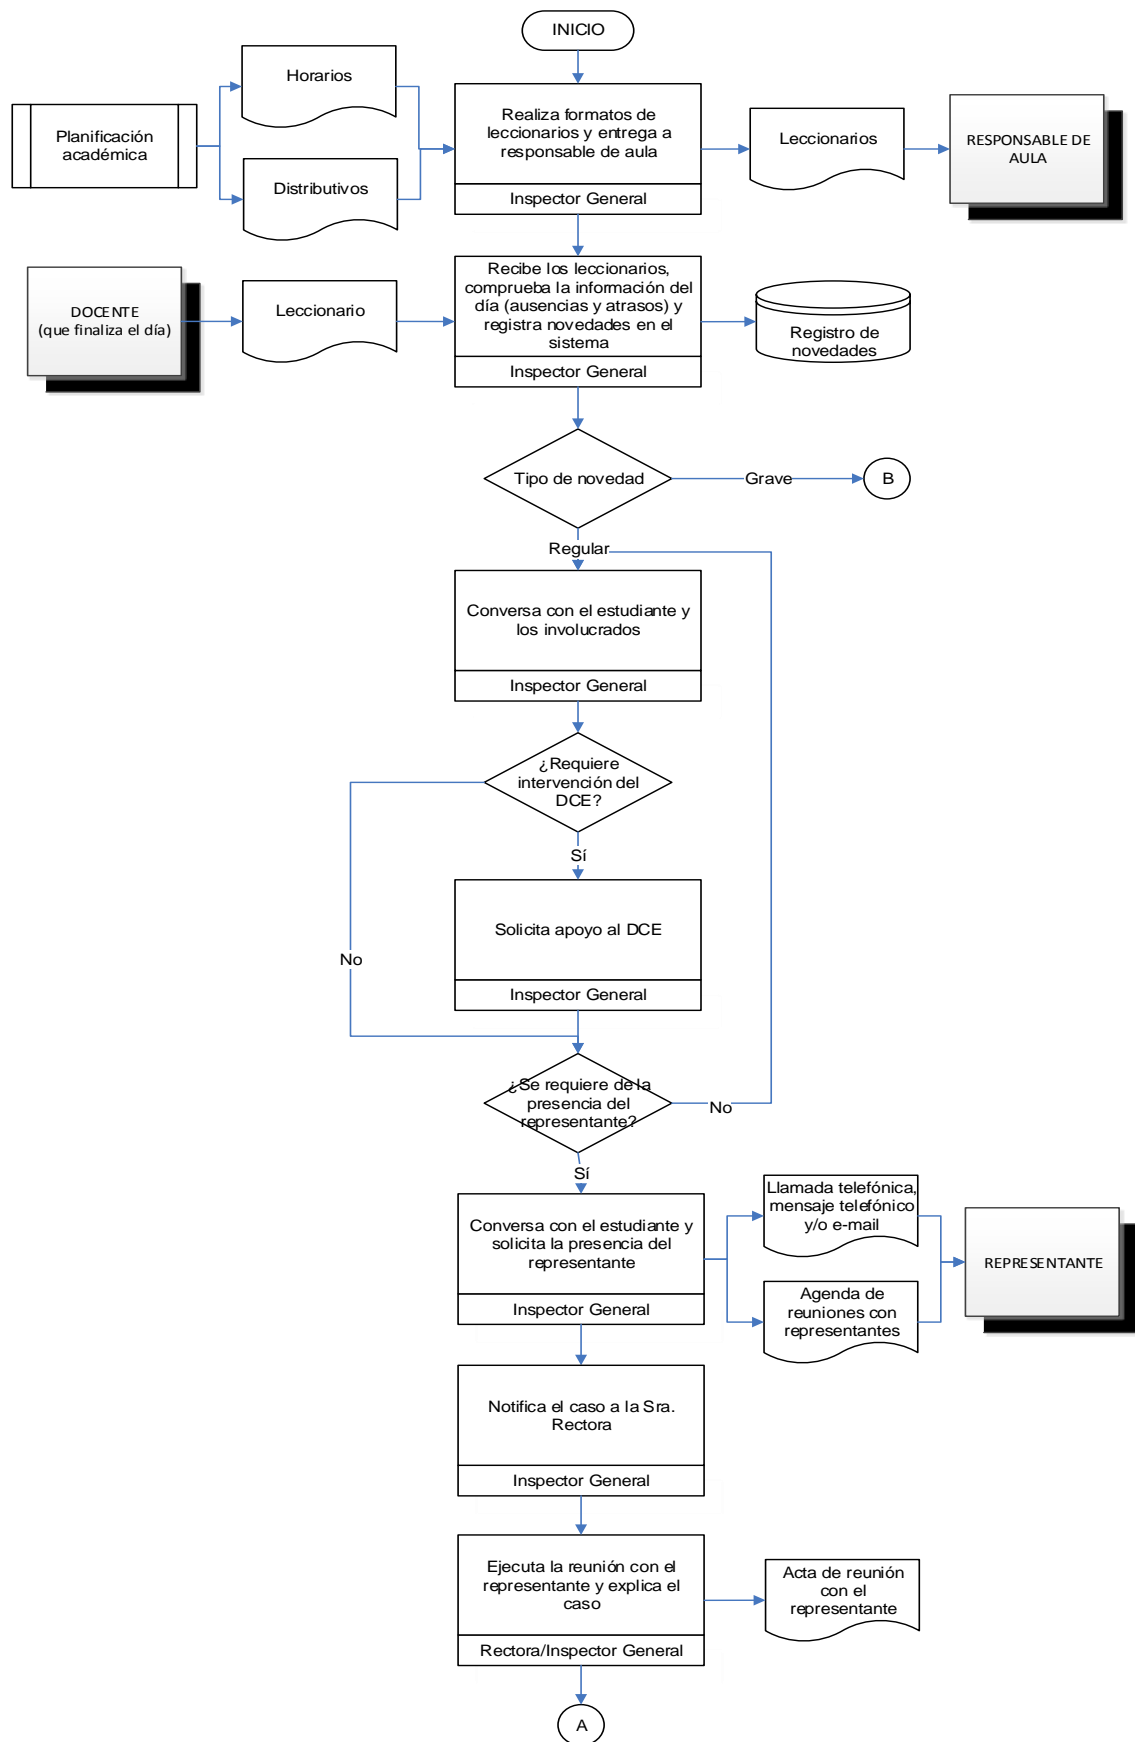 INICIO
Horarios
Planificación
académica
Distributivos
Realiza formatos de
leccionarios y entrega a
responsable de aula
Inspector General
Leccionarios
RESPONSABLE DE
AULA
DOCENTE
(que finaliza el día)
Leccionario
Recibe los leccionarios,
comprueba la información del
día (ausencias y atrasos) y
registra novedades en el
sistema
Inspector General
Registro de
novedades
Tipo de novedad
Grave
B
Regular
Conversa con el estudiante y
los involucrados
Inspector General
¿Requiere
intervención del
DCE?
Sí
No
Solicita apoyo al DCE
Inspector General
¿Se requiere de la
presencia del
representante?
No
Sí
Conversa con el estudiante y
solicita la presencia del
representante
Inspector General
Llamada telefónica,
mensaje telefónico
y/o e-mail
Agenda de
reuniones con
representantes
REPRESENTANTE
Notifica el caso a la Sra.
Rectora
Inspector General
Ejecuta la reunión con el
representante y explica el
caso
Rectora/Inspector General
Acta de reunión
con el
representante
A